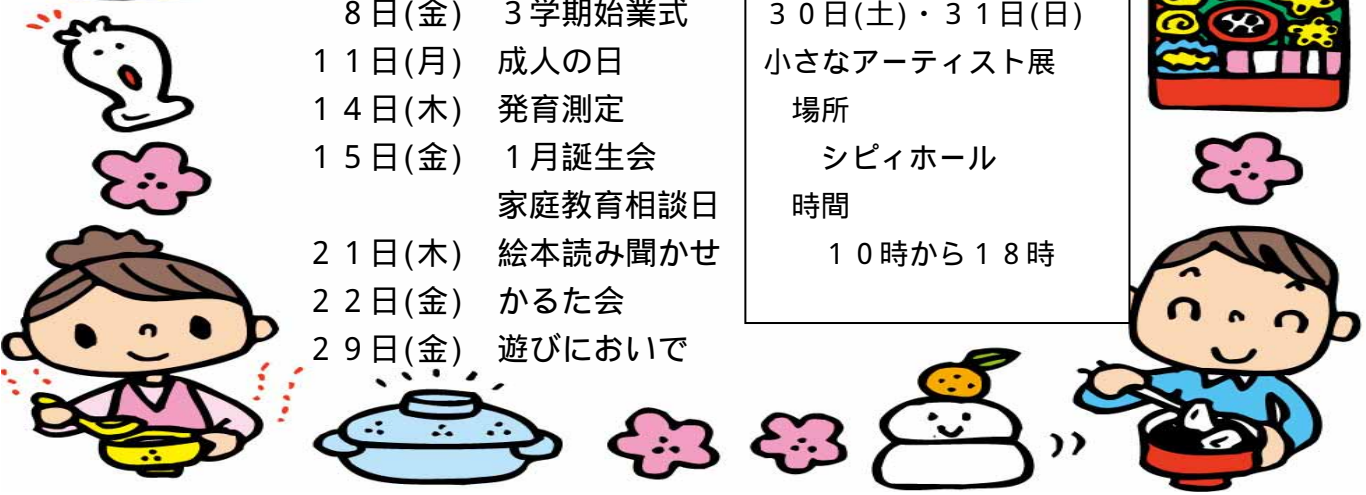 8日(金) 3学期始業式
11日(月) 成人の日
14日(木) 発育測定
15日(金) 1月誕生会
家庭教育相談日
21日(木) 絵本読み聞かせ
22日(金) かるた会
29日(金) 遊びにおいで
30日(土)・31日(日)
小さなアーティスト展
場所
シピィホール
時間
10時から18時